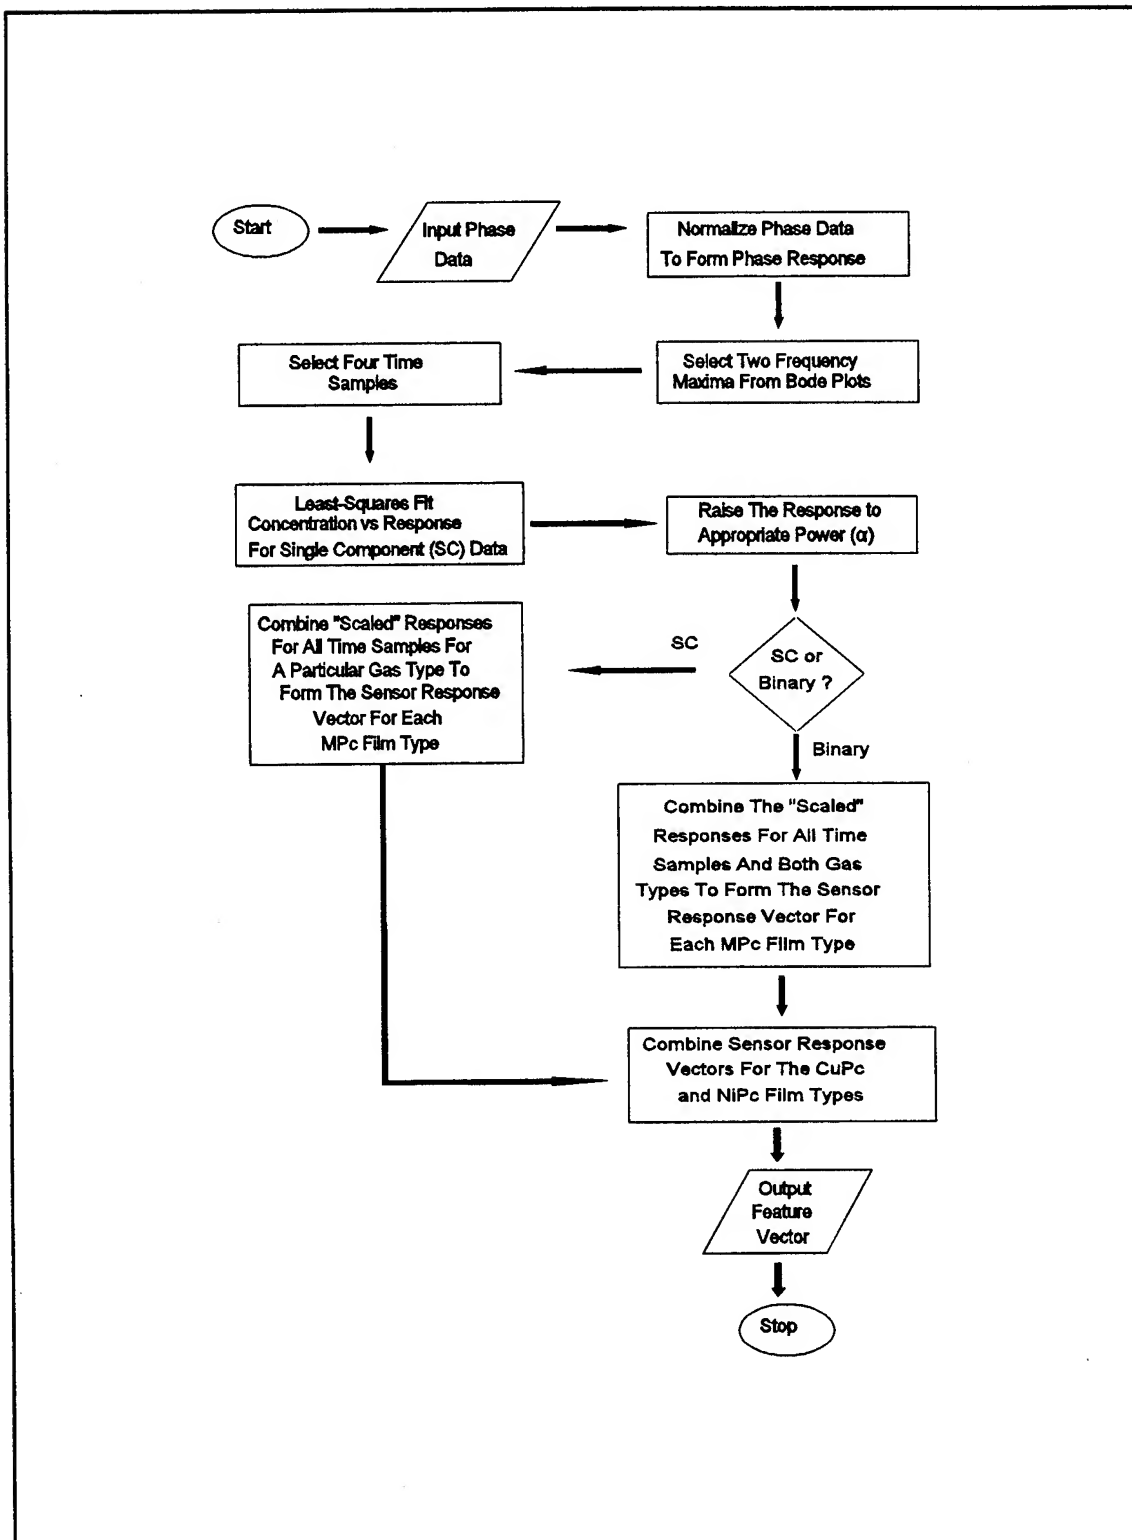 Start
Input Phase
Data
Normalize Phase Data
To Form Phase Response
Select Two Frequency
Maxima From Bode Plots
Select Four Time
Samples
Least-Squares Fit
Concentration vs Response
For Single Component (SC) Data
Raise The Response to
Appropriate Power (α)
SC or
Binary ?
SC
Combine "Scaled" Responses
For All Time Samples For
A Particular Gas Type To
Form The Sensor Response
Vector For Each
MPc Film Type
Binary
Combine The "Scaled"
Responses For All Time
Samples And Both Gas
Types To Form The Sensor
Response Vector For
Each MPc Film Type
Combine Sensor Response
Vectors For The CuPc
and NiPc Film Types
Output
Feature
Vector
Stop